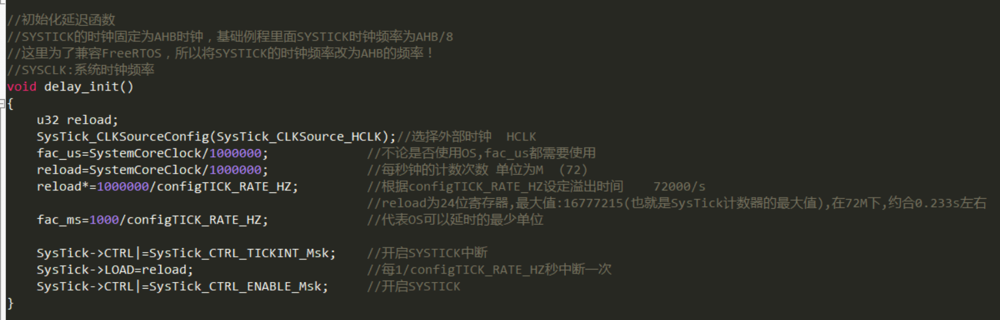 //初始化延迟函数
//SYSTICK的时钟固定为AHB时钟，基础例程里面SYSTICK时钟频率为AHB/8
//这里为了兼容FreeRTOS，所以将SYSTICK的时钟频率改为AHB的频率！
//SYSCLK:系统时钟频率
void delay_init()
{
    u32 reload;
    SysTick_CLKSourceConfig(SysTick_CLKSource_HCLK);//选择外部时钟  HCLK
    fac_us=SystemCoreClock/1000000;             //不论是否使用OS,fac_us都需要使用
    reload=SystemCoreClock/1000000;             //每秒钟的计数次数 单位为M （72）
    reload*=1000000/configTICK_RATE_HZ;         //根据configTICK_RATE_HZ设定溢出时间    72000/s
                                                //reload为24位寄存器,最大值:16777215(也就是SysTick计数器的最大值),在72M下,约合0.233s左右
    fac_ms=1000/configTICK_RATE_HZ;             //代表OS可以延时的最少单位
    SysTick->CTRL|=SysTick_CTRL_TICKINT_Msk;    //开启SYSTICK中断
    SysTick->LOAD=reload;                       //每1/configTICK_RATE_HZ秒中断一次
    SysTick->CTRL|=SysTick_CTRL_ENABLE_Msk;     //开启SYSTICK
}